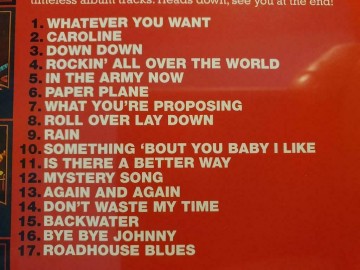 timeless album tracks. Heads down, see you at the end!
1. WHATEVER YOU WANT
2. CAROLINE
3. DOWN DOWN
4. ROCKIN' ALL OVER THE WORLD
5. IN THE ARMY NOW
6. PAPER PLANE
7. WHAT YOU'RE PROPOSING
8. ROLL OVER LAY DOWN
9. RAIN
10. SOMETHING ‘BOUT YOU BABY I LIKE
11. IS THERE A BETTER WAY
12. MYSTERY SONG
13. AGAIN AND AGAIN
14. DON'T WASTE MY TIME
15. BACKWATER
16. BYE BYE JOHNNY
17. ROADHOUSE BLUES